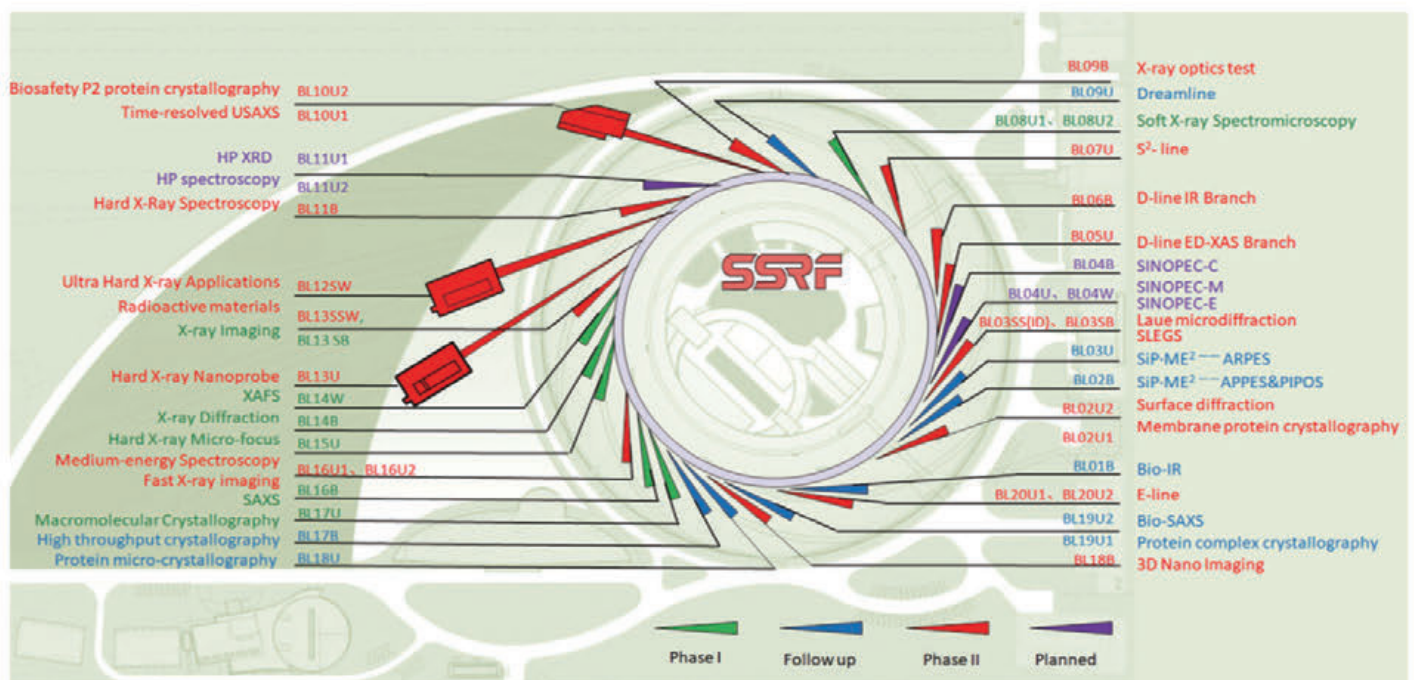 Biosafety P2 protein crystallography BL10U2
Time-resolved USAXS BL10U1
HP XRD BL11U1
HP spectroscopy BL11U2
Hard X-Ray Spectroscopy BL11B
Ultra Hard X-ray Applications BL12SW
Radioactive materials BL13SSW,
X-ray Imaging BL13 SB
Hard X-ray Nanoprobe BL13U
XAFS BL14W
X-ray Diffraction BL14B
Hard X-ray Micro-focus BL15U
Medium-energy Spectroscopy BL16U1、BL16U2
Fast X-ray imaging
SAXS BL16B
Macromolecular Crystallography BL17U
High throughput crystallography BL17B
Protein micro-crystallography BL18U
SSRF
BL09B X-ray optics test
BL09U Dreamline
BL08U1、BL08U2 Soft X-ray Spectromicroscopy
BL07U S²- line
BL06B D-line IR Branch
BL05U D-line ED-XAS Branch
BL04B SINOPEC-C
BL04U、BL04W SINOPEC-M
SINOPEC-E
BL03SS(ID)、BL03SB Laue microdiffraction
SLEGS
BL03U SiP-ME² -- ARPES
BL02B SiP-ME² -- APPES&PIPOS
BL02U2 Surface diffraction
BL02U1 Membrane protein crystallography
BL01B Bio-IR
BL20U1、BL20U2 E-line
BL19U2 Bio-SAXS
BL19U1 Protein complex crystallography
BL18B 3D Nano Imaging
Phase I Follow up Phase II Planned